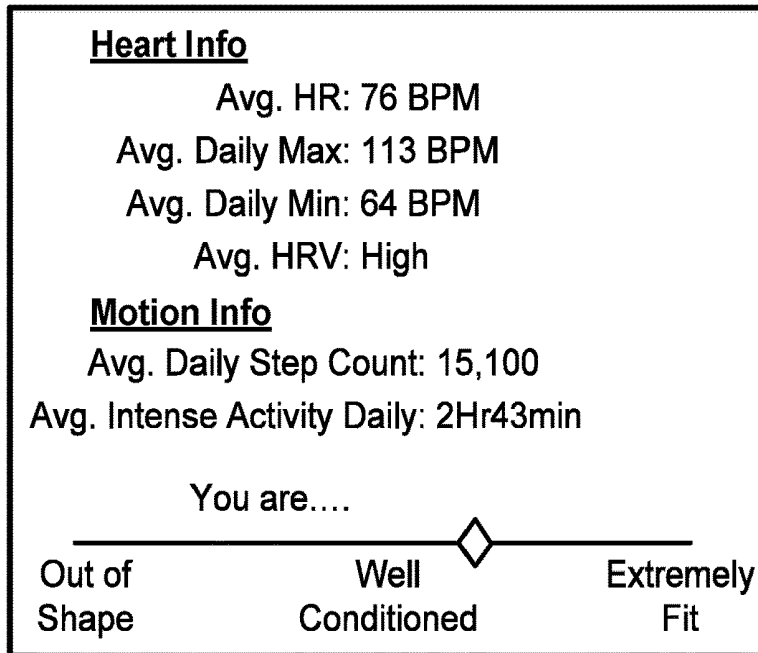 Heart Info
Avg. HR: 76 BPM
Avg. Daily Max: 113 BPM
Avg. Daily Min: 64 BPM
Avg. HRV: High
Motion Info
Avg. Daily Step Count: 15,100
Avg. Intense Activity Daily: 2Hr43min
You are....
Out of Well Extremely
Shape Conditioned Fit